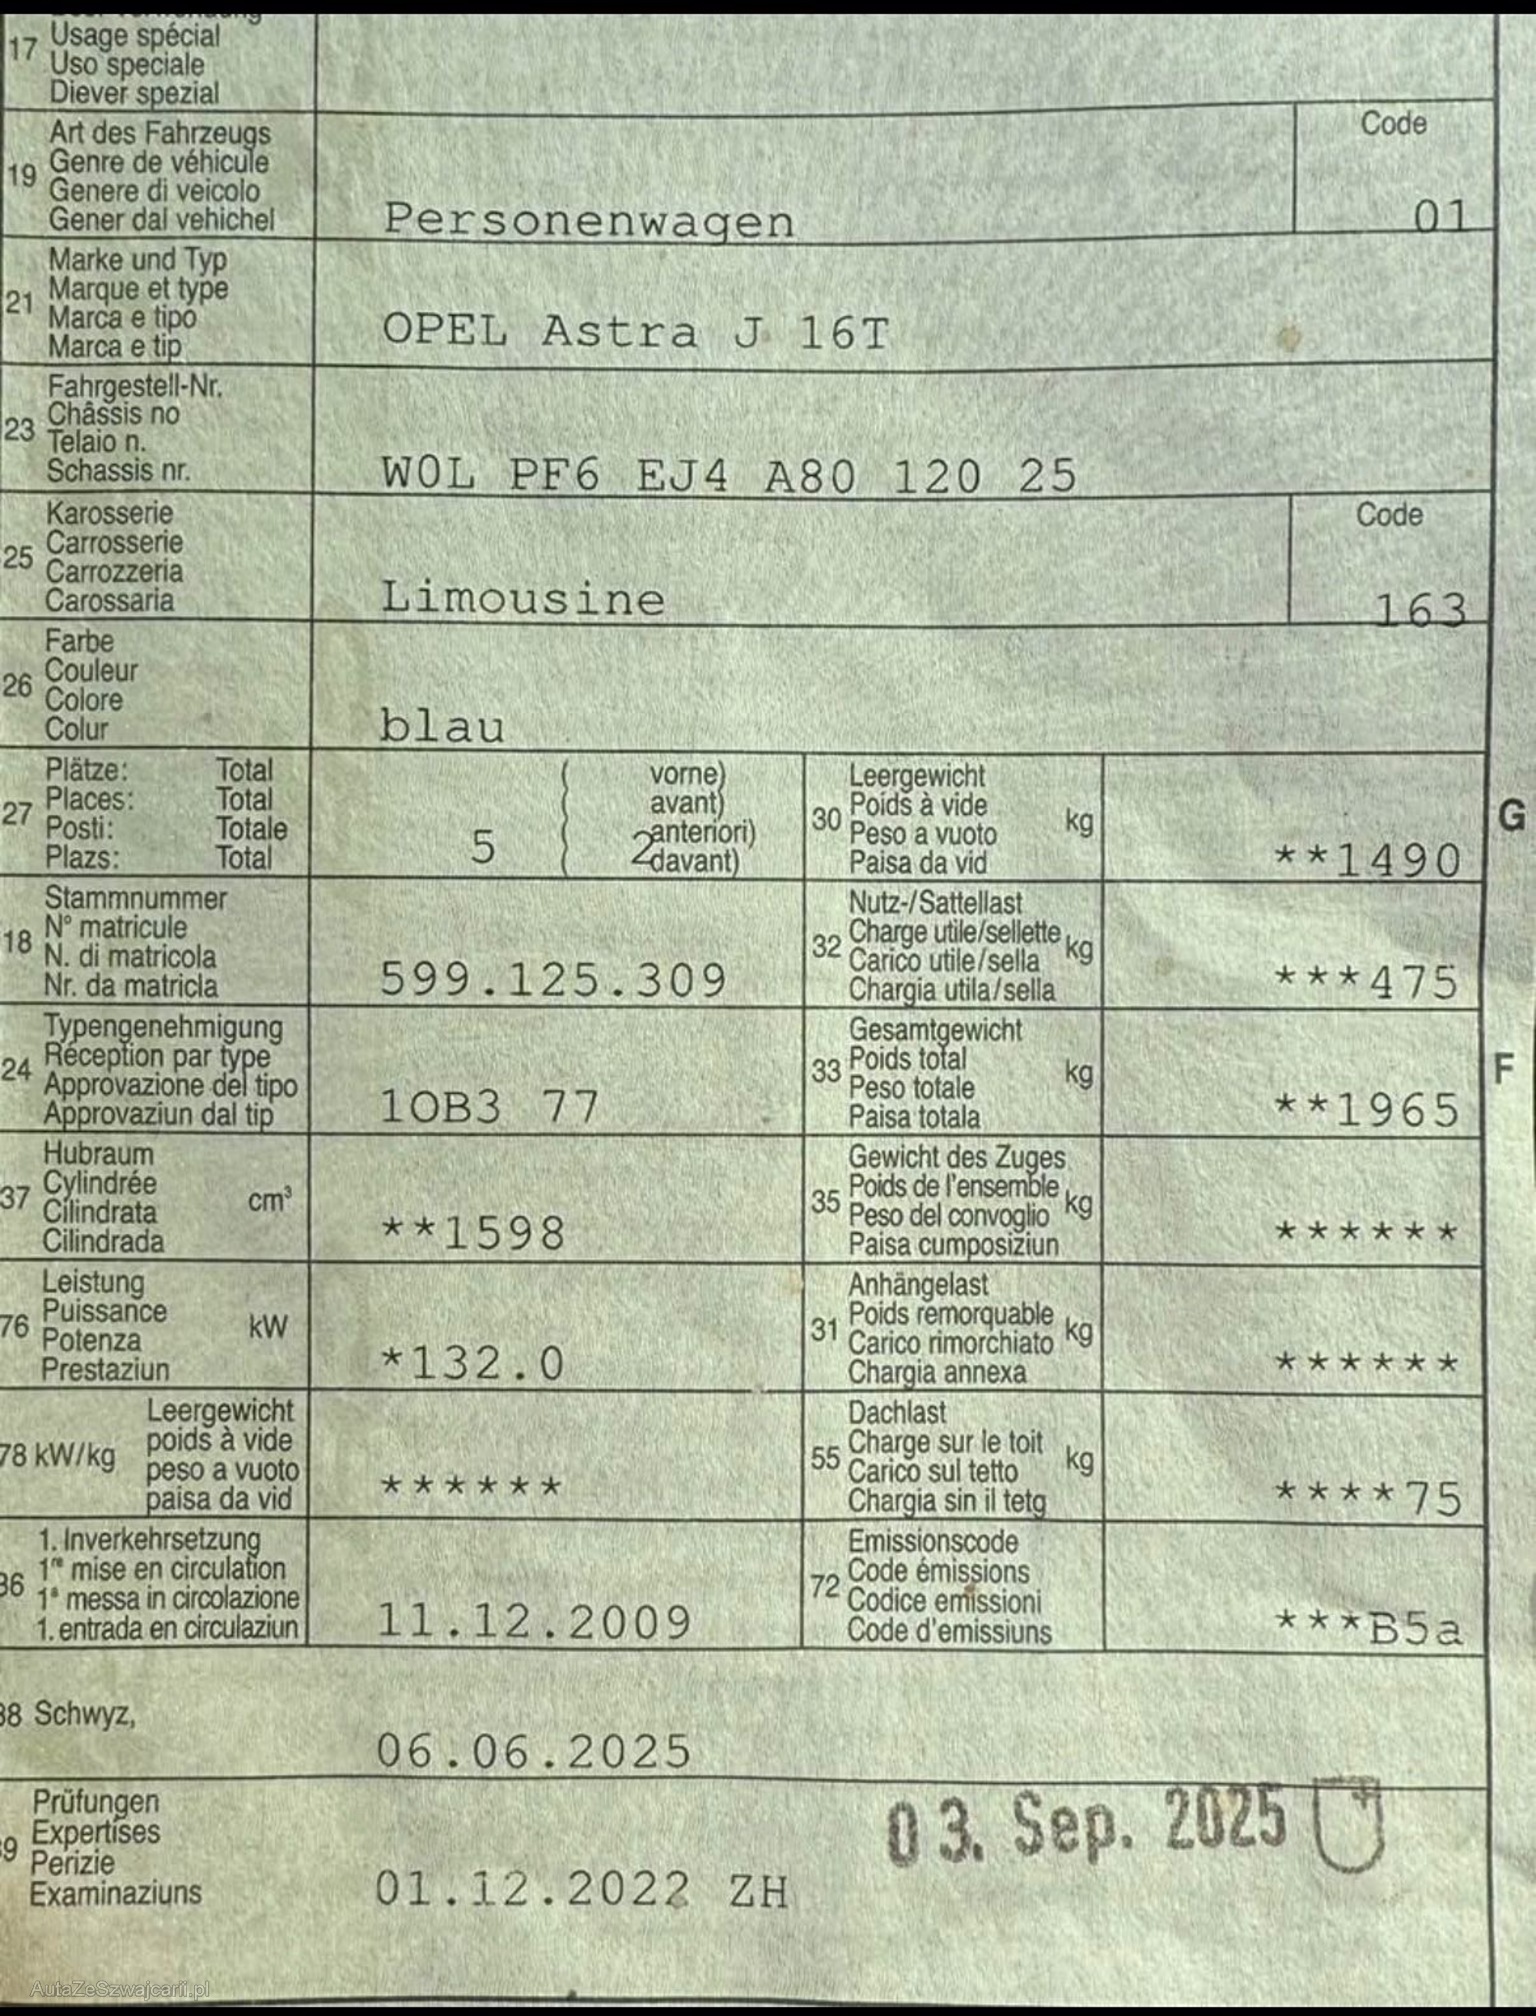 17 Usage spécial
Uso speciale
Diever spezial
19 Art des Fahrzeugs
Genre de véhicule
Genere di veicolo
Gener dal vehichel
Personenwagen
Code
01
21 Marke und Typ
Marque et type
Marca e tipo
Marca e tip
OPEL Astra J 16T
23 Fahrgestell-Nr.
Châssis no
Telaio n.
Schassis nr.
W0L PF6 EJ4 A80 120 25
25 Karosserie
Carrosserie
Carrozzeria
Carossaria
Limousine
Code
163
26 Farbe
Couleur
Colore
Colur
blau
27 Plätze: Total
Places: Total
Posti: Totale
Plazs: Total
5 ( vorne)
( avant)
( 2 anteriori)
( davant)
30 Leergewicht
Poids à vide
Peso a vuoto
Paisa da vid
kg
**1490
G
18 Stammnummer
N° matricule
N. di matricola
Nr. da matricla
599.125.309
32 Nutz-/Sattellast
Charge utile/sellette
Carico utile/sella
Chargia utila/sella
kg
***475
24 Typengenehmigung
Réception par type
Approvazione del tipo
Approvaziun dal tip
1OB3 77
33 Gesamtgewicht
Poids total
Peso totale
Paisa totala
kg
**1965
F
37 Hubraum
Cylindrée
Cilindrata
Cilindrada
cm³
**1598
35 Gewicht des Zuges
Poids de l'ensemble
Peso del convoglio
Paisa cumposiziun
kg
******
76 Leistung
Puissance
Potenza
Prestaziun
kW
*132.0
31 Anhängelast
Poids remorquable
Carico rimorchiato
Chargia annexa
kg
******
78 kW/kg
Leergewicht
poids à vide
peso a vuoto
paisa da vid
******
55 Dachlast
Charge sur le toit
Carico sul tetto
Chargia sin il tetg
kg
****75
36 1. Inverkehrsetzung
1re mise en circulation
1a messa in circolazione
1. entrada en circulaziun
11.12.2009
72 Emissionscode
Code émissions
Codice emissioni
Code d'emissiuns
***B5a
38 Schwyz,
06.06.2025
39 Prüfungen
Expertises
Perizie
Examinaziuns
01.12.2022 ZH
03. Sep. 2025
AutaZeSzwajcarii.pl